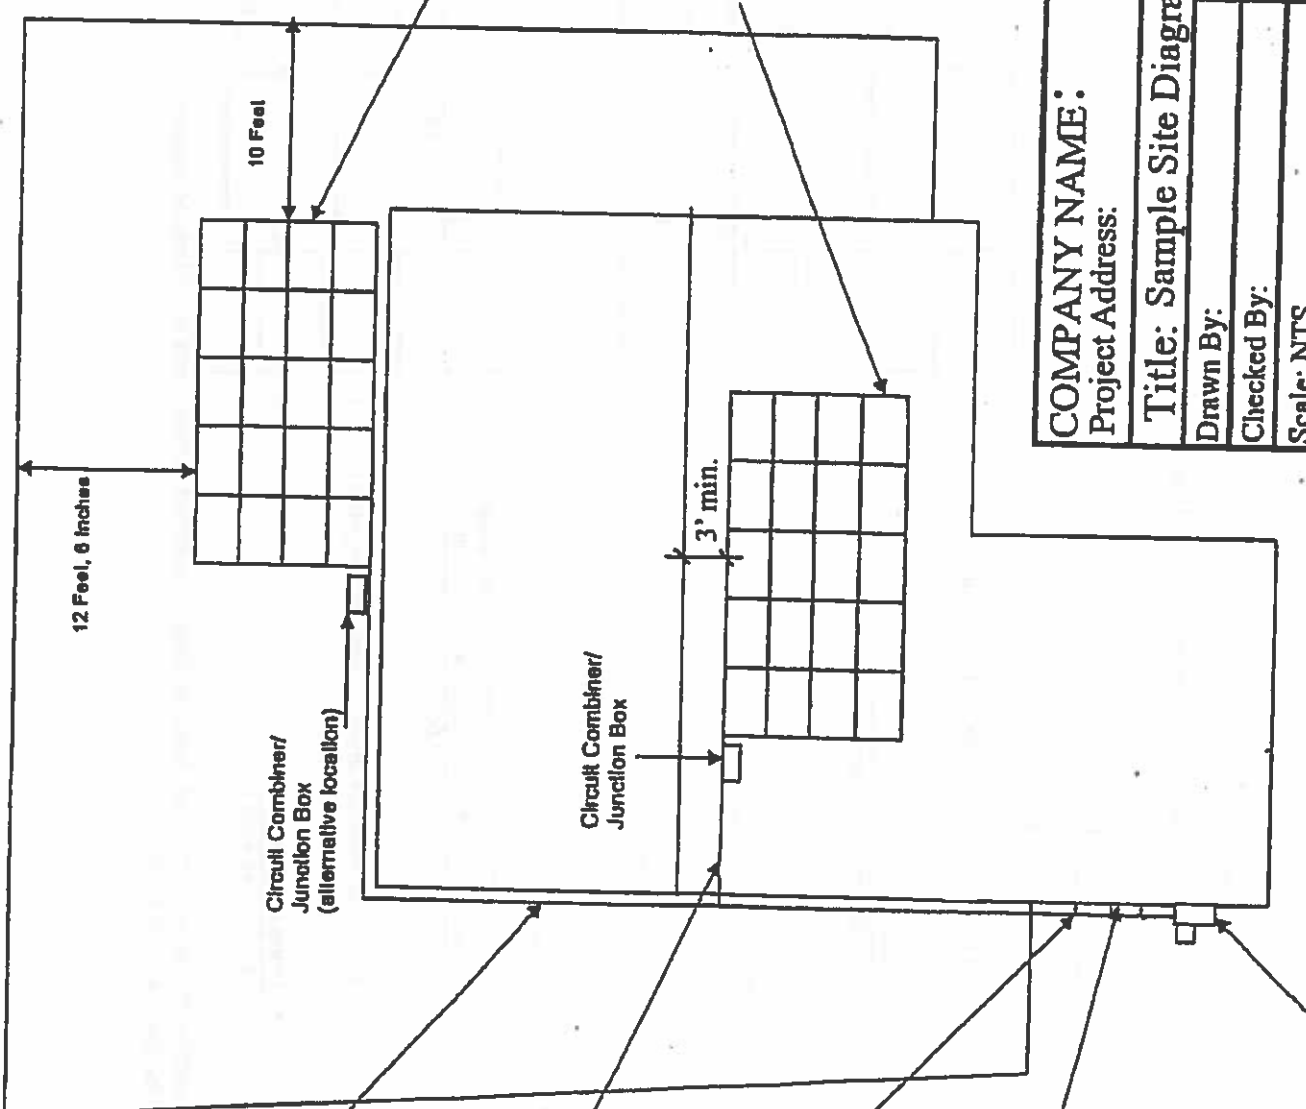 12 Feet, 6 Inches
10 Feet
Circuit Combiner/
Junction Box
(alternative location)
Circuit Combiner/
Junction Box
3' min.
COMPANY NAME:
Project Address:
Title: Sample Site Diagra
Drawn By:
Checked By:
Scale: NTS